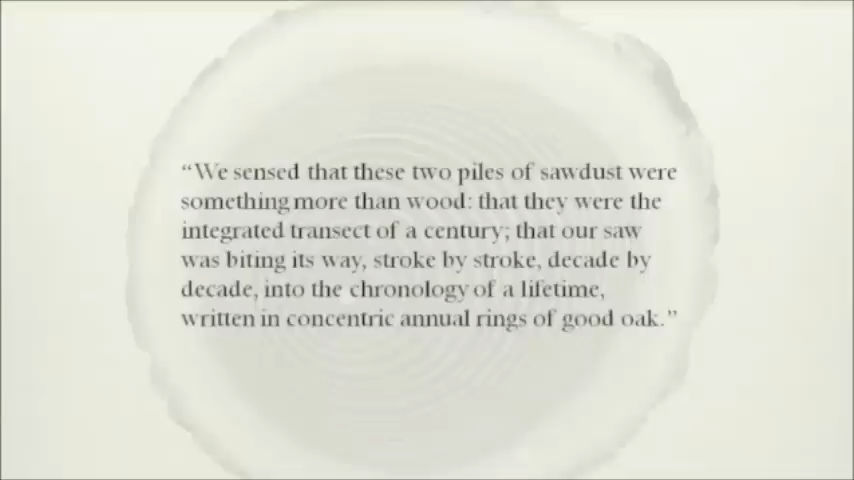 “We sensed that these two piles of sawdust were
something more than wood: that they were the
integrated transect of a century; that our saw
was biting its way, stroke by stroke, decade by
decade, into the chronology of a lifetime,
written in concentric annual rings of good oak.”